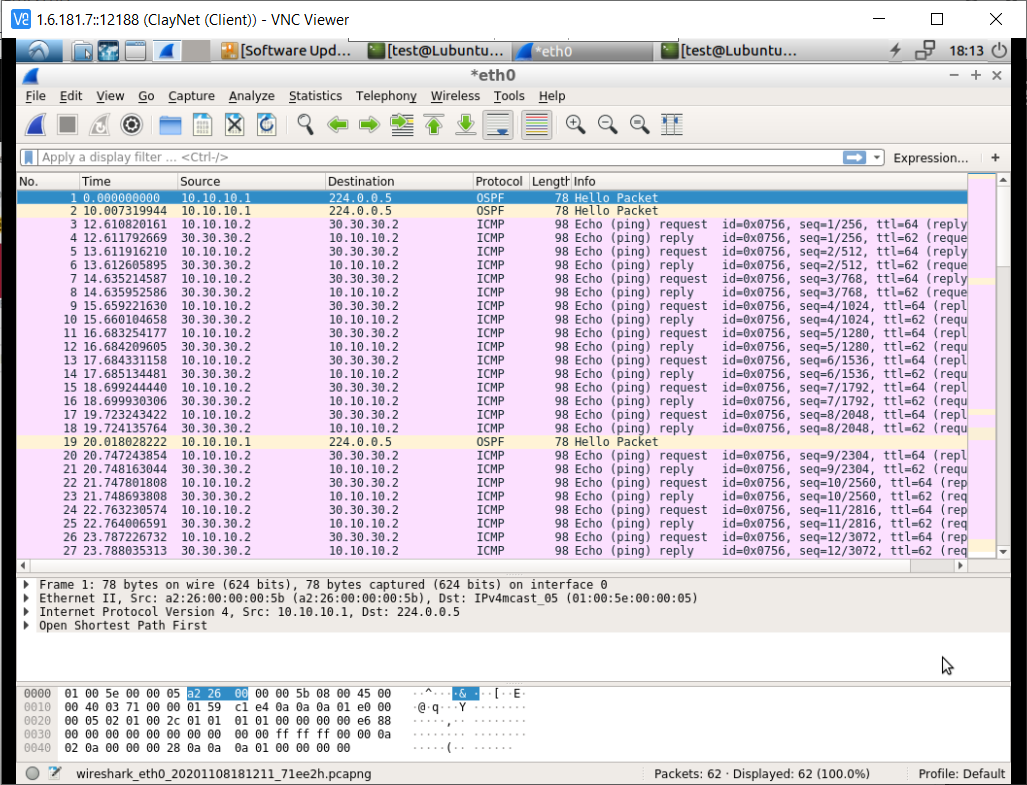 1.6.181.7::12188 (ClayNet (Client)) - VNC Viewer
[Software Upd... [test@Lubuntu... *eth0 [test@Lubuntu... 18:13
*eth0
File Edit View Go Capture Analyze Statistics Telephony Wireless Tools Help
Apply a display filter ... <Ctrl-/> Expression... +
No. Time Source Destination Protocol Length Info
1 0.000000000 10.10.10.1 224.0.0.5 OSPF 78 Hello Packet
2 10.007319944 10.10.10.1 224.0.0.5 OSPF 78 Hello Packet
3 12.610820161 10.10.10.2 30.30.30.2 ICMP 98 Echo (ping) request id=0x0756, seq=1/256, ttl=64 (reply
4 12.611792669 30.30.30.2 10.10.10.2 ICMP 98 Echo (ping) reply id=0x0756, seq=1/256, ttl=62 (reque
5 13.611916210 10.10.10.2 30.30.30.2 ICMP 98 Echo (ping) request id=0x0756, seq=2/512, ttl=64 (reply
6 13.612605895 30.30.30.2 10.10.10.2 ICMP 98 Echo (ping) reply id=0x0756, seq=2/512, ttl=62 (reque
7 14.635214587 10.10.10.2 30.30.30.2 ICMP 98 Echo (ping) request id=0x0756, seq=3/768, ttl=64 (reply
8 14.635952586 30.30.30.2 10.10.10.2 ICMP 98 Echo (ping) reply id=0x0756, seq=3/768, ttl=62 (reque
9 15.659221630 10.10.10.2 30.30.30.2 ICMP 98 Echo (ping) request id=0x0756, seq=4/1024, ttl=64 (repl
10 15.660104658 30.30.30.2 10.10.10.2 ICMP 98 Echo (ping) reply id=0x0756, seq=4/1024, ttl=62 (requ
11 16.683254177 10.10.10.2 30.30.30.2 ICMP 98 Echo (ping) request id=0x0756, seq=5/1280, ttl=64 (repl
12 16.684209605 30.30.30.2 10.10.10.2 ICMP 98 Echo (ping) reply id=0x0756, seq=5/1280, ttl=62 (requ
13 17.684331158 10.10.10.2 30.30.30.2 ICMP 98 Echo (ping) request id=0x0756, seq=6/1536, ttl=64 (repl
14 17.685134481 30.30.30.2 10.10.10.2 ICMP 98 Echo (ping) reply id=0x0756, seq=6/1536, ttl=62 (requ
15 18.699244440 10.10.10.2 30.30.30.2 ICMP 98 Echo (ping) request id=0x0756, seq=7/1792, ttl=64 (repl
16 18.699930306 30.30.30.2 10.10.10.2 ICMP 98 Echo (ping) reply id=0x0756, seq=7/1792, ttl=62 (requ
17 19.723243422 10.10.10.2 30.30.30.2 ICMP 98 Echo (ping) request id=0x0756, seq=8/2048, ttl=64 (repl
18 19.724135764 30.30.30.2 10.10.10.2 ICMP 98 Echo (ping) reply id=0x0756, seq=8/2048, ttl=62 (requ
19 20.018028222 10.10.10.1 224.0.0.5 OSPF 78 Hello Packet
20 20.747243854 10.10.10.2 30.30.30.2 ICMP 98 Echo (ping) request id=0x0756, seq=9/2304, ttl=64 (repl
21 20.748163044 30.30.30.2 10.10.10.2 ICMP 98 Echo (ping) reply id=0x0756, seq=9/2304, ttl=62 (requ
22 21.747801808 10.10.10.2 30.30.30.2 ICMP 98 Echo (ping) request id=0x0756, seq=10/2560, ttl=64 (rep
23 21.748693808 30.30.30.2 10.10.10.2 ICMP 98 Echo (ping) reply id=0x0756, seq=10/2560, ttl=62 (req
24 22.763230574 10.10.10.2 30.30.30.2 ICMP 98 Echo (ping) request id=0x0756, seq=11/2816, ttl=64 (rep
25 22.764006591 30.30.30.2 10.10.10.2 ICMP 98 Echo (ping) reply id=0x0756, seq=11/2816, ttl=62 (req
26 23.787226732 10.10.10.2 30.30.30.2 ICMP 98 Echo (ping) request id=0x0756, seq=12/3072, ttl=64 (rep
27 23.788035313 30.30.30.2 10.10.10.2 ICMP 98 Echo (ping) reply id=0x0756, seq=12/3072, ttl=62 (req
Frame 1: 78 bytes on wire (624 bits), 78 bytes captured (624 bits) on interface 0
Ethernet II, Src: a2:26:00:00:00:5b (a2:26:00:00:00:5b), Dst: IPv4mcast_05 (01:00:5e:00:00:05)
Internet Protocol Version 4, Src: 10.10.10.1, Dst: 224.0.0.5
Open Shortest Path First
0000 01 00 5e 00 00 05 a2 26 00 00 00 5b 08 00 45 00 ··^····& ···[··E·
0010 00 40 03 71 00 00 01 59 c1 e4 0a 0a 0a 01 e0 00 ·@·q···Y ········
0020 00 05 02 01 00 2c 01 01 01 01 00 00 00 00 e6 88 ·····,·· ········
0030 00 00 00 00 00 00 00 00 00 00 ff ff ff 00 00 0a ········ ········
0040 02 0a 00 00 00 28 0a 0a 0a 01 00 00 00 00 ·····(·· ······
wireshark_eth0_20201108181211_71ee2h.pcapng Packets: 62 · Displayed: 62 (100.0%) Profile: Default